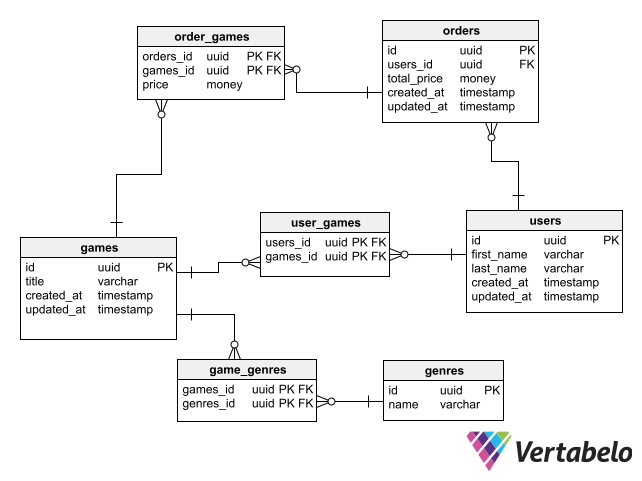 order_games
orders_id uuid PK FK
games_id uuid PK FK
price money
orders
id uuid PK
users_id uuid FK
total_price money
created_at timestamp
updated_at timestamp
user_games
users_id uuid PK FK
games_id uuid PK FK
users
id uuid PK
first_name varchar
last_name varchar
created_at timestamp
updated_at timestamp
games
id uuid PK
title varchar
created_at timestamp
updated_at timestamp
game_genres
games_id uuid PK FK
genres_id uuid PK FK
genres
id uuid PK
name varchar
Vertabelo